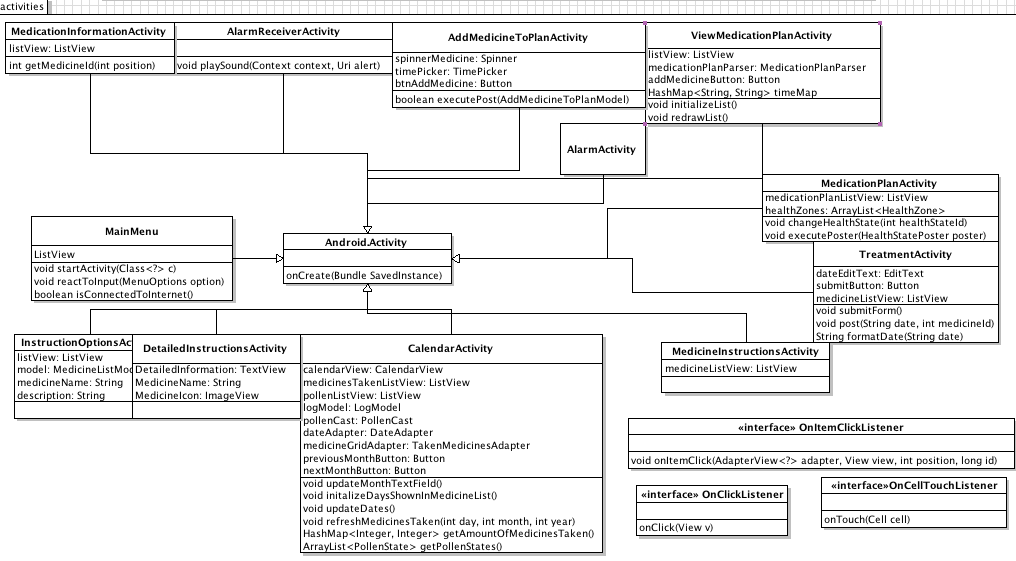 activities
MedicationInformationActivity
listView: ListView
int getMedicineId(int position)
AlarmReceiverActivity
void playSound(Context context, Uri alert)
AddMedicineToPlanActivity
spinnerMedicine: Spinner
timePicker: TimePicker
btnAddMedicine: Button
boolean executePost(AddMedicineToPlanModel)
ViewMedicationPlanActivity
listView: ListView
medicationPlanParser: MedicationPlanParser
addMedicineButton: Button
HashMap<String, String> timeMap
void initializeList()
void redrawList()
AlarmActivity
MedicationPlanActivity
medicationPlanListView: ListView
healthZones: ArrayList<HealthZone>
void changeHealthState(int healthStateId)
void executePoster(HealthStatePoster poster)
MainMenu
ListView
void startActivity(Class<?> c)
void reactToInput(MenuOptions option)
boolean isConnectedToInternet()
Android.Activity
onCreate(Bundle SavedInstance)
TreatmentActivity
dateEditText: EditText
submitButton: Button
medicineListView: ListView
void submitForm()
void post(String date, int medicineId)
String formatDate(String date)
InstructionOptionsAc
listView: ListView
model: MedicineListMod
medicineName: String
description: String
DetailedInstructionsActivity
DetailedInformation: TextView
MedicineName: String
MedicineIcon: ImageView
CalendarActivity
calendarView: CalendarView
medicinesTakenListView: ListView
pollenListView: ListView
logModel: LogModel
pollenCast: PollenCast
dateAdapter: DateAdapter
medicineGridAdapter: TakenMedicinesAdapter
previousMonthButton: Button
nextMonthButton: Button
void updateMonthTextField()
void initalizeDaysShownInMedicineList()
void updateDates()
void refreshMedicinesTaken(int day, int month, int year)
HashMap<Integer, Integer> getAmountOfMedicinesTaken()
ArrayList<PollenState> getPollenStates()
MedicineInstructionsActivity
medicineListView: ListView
«interface» OnItemClickListener
void onItemClick(AdapterView<?> adapter, View view, int position, long id)
«interface» OnClickListener
onClick(View v)
«interface»OnCellTouchListener
onTouch(Cell cell)